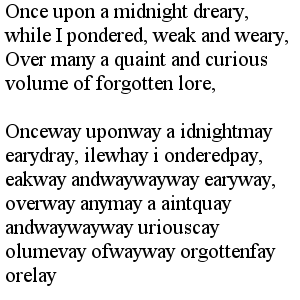 Once upon a midnight dreary,
while I pondered, weak and weary,
Over many a quaint and curious
volume of forgotten lore,

Onceway uponway a idnightmay
earydray, ilewhay i onderedpay,
eakway andwaywayway earyway,
overway anymay a aintquay
andwaywayway uriouscay
olumevay ofwayway orgottenfay
orelay